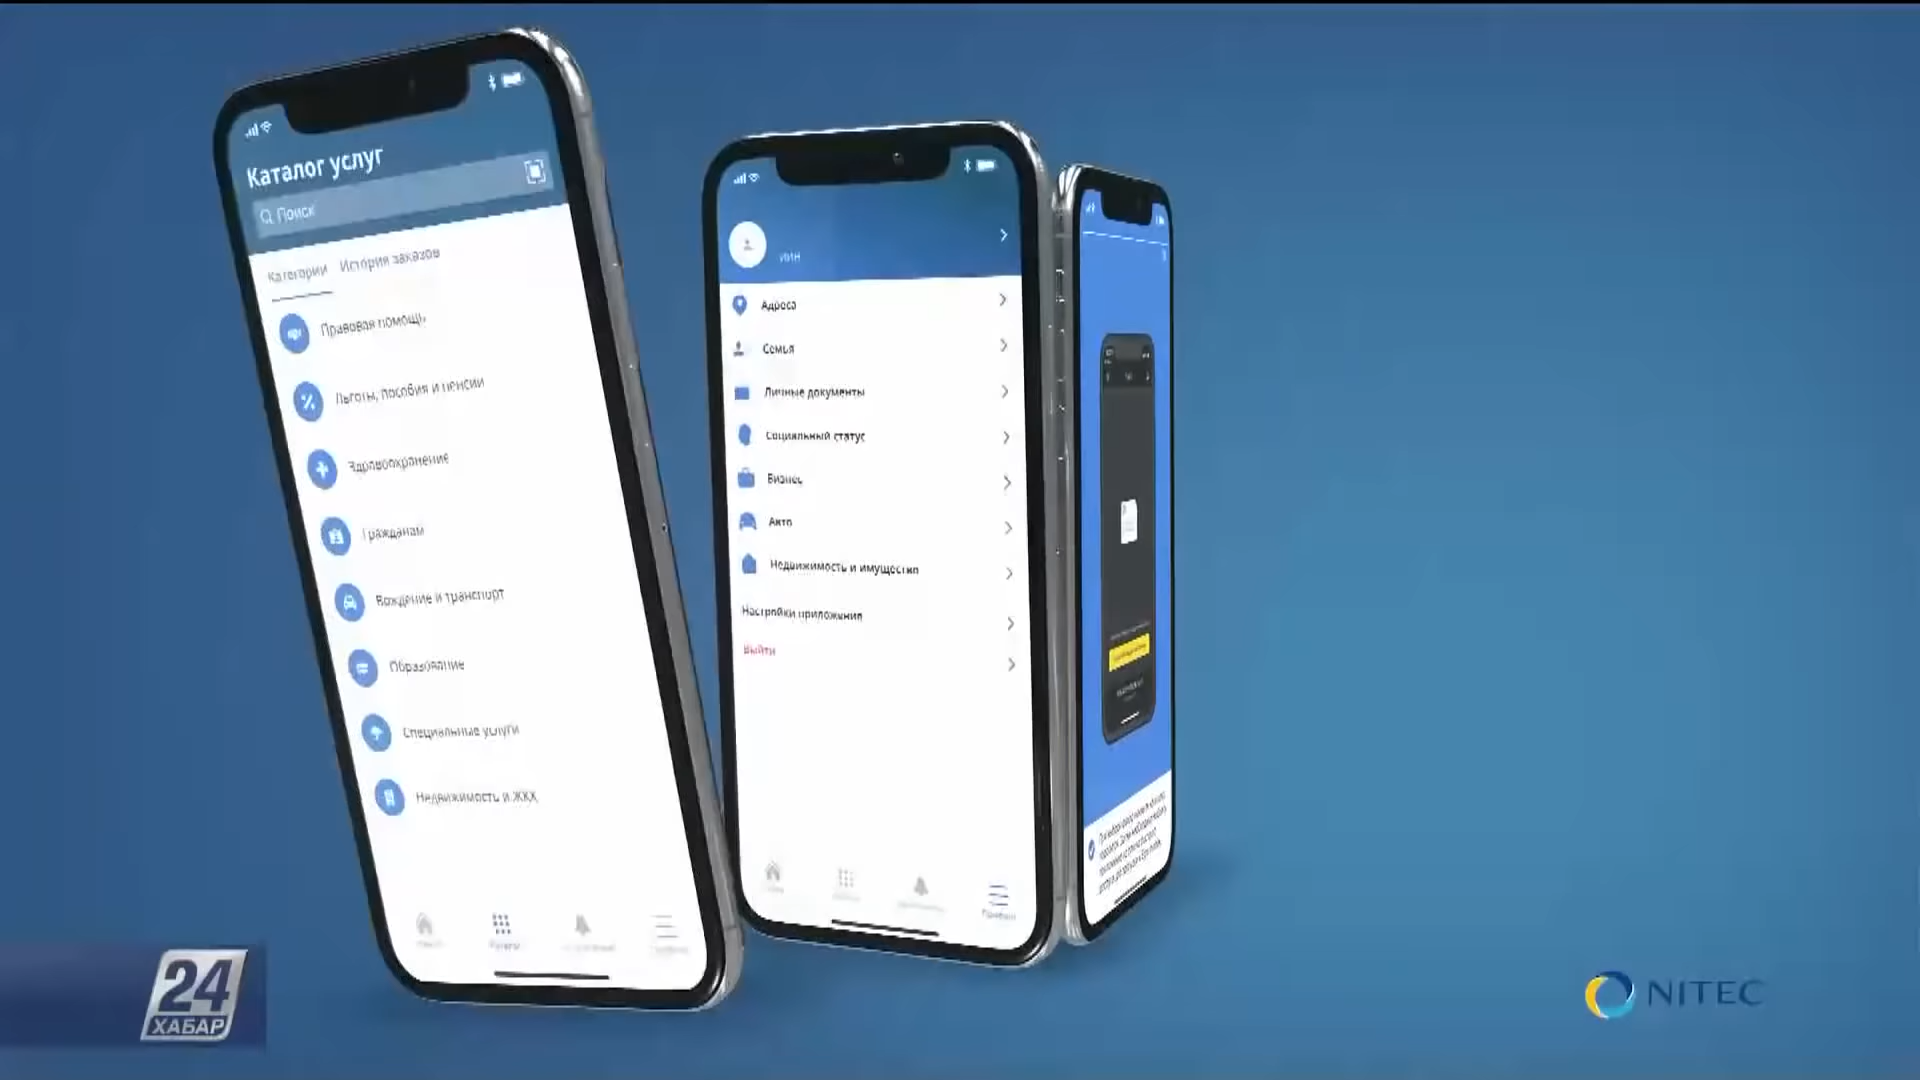 Каталог услуг
Поиск
Категории История заказов
Правовая помощь
Льготы, пособия и пенсии
Здравоохранение
Гражданам
Вождение и транспорт
Образование
Специальные услуги
Недвижимость и ЖКХ
ИИН
Адреса
Семья
Личные документы
Социальный статус
Бизнес
Авто
Недвижимость и имущество
Настройки приложения
Выйти
24
ХАБАР
NITEC